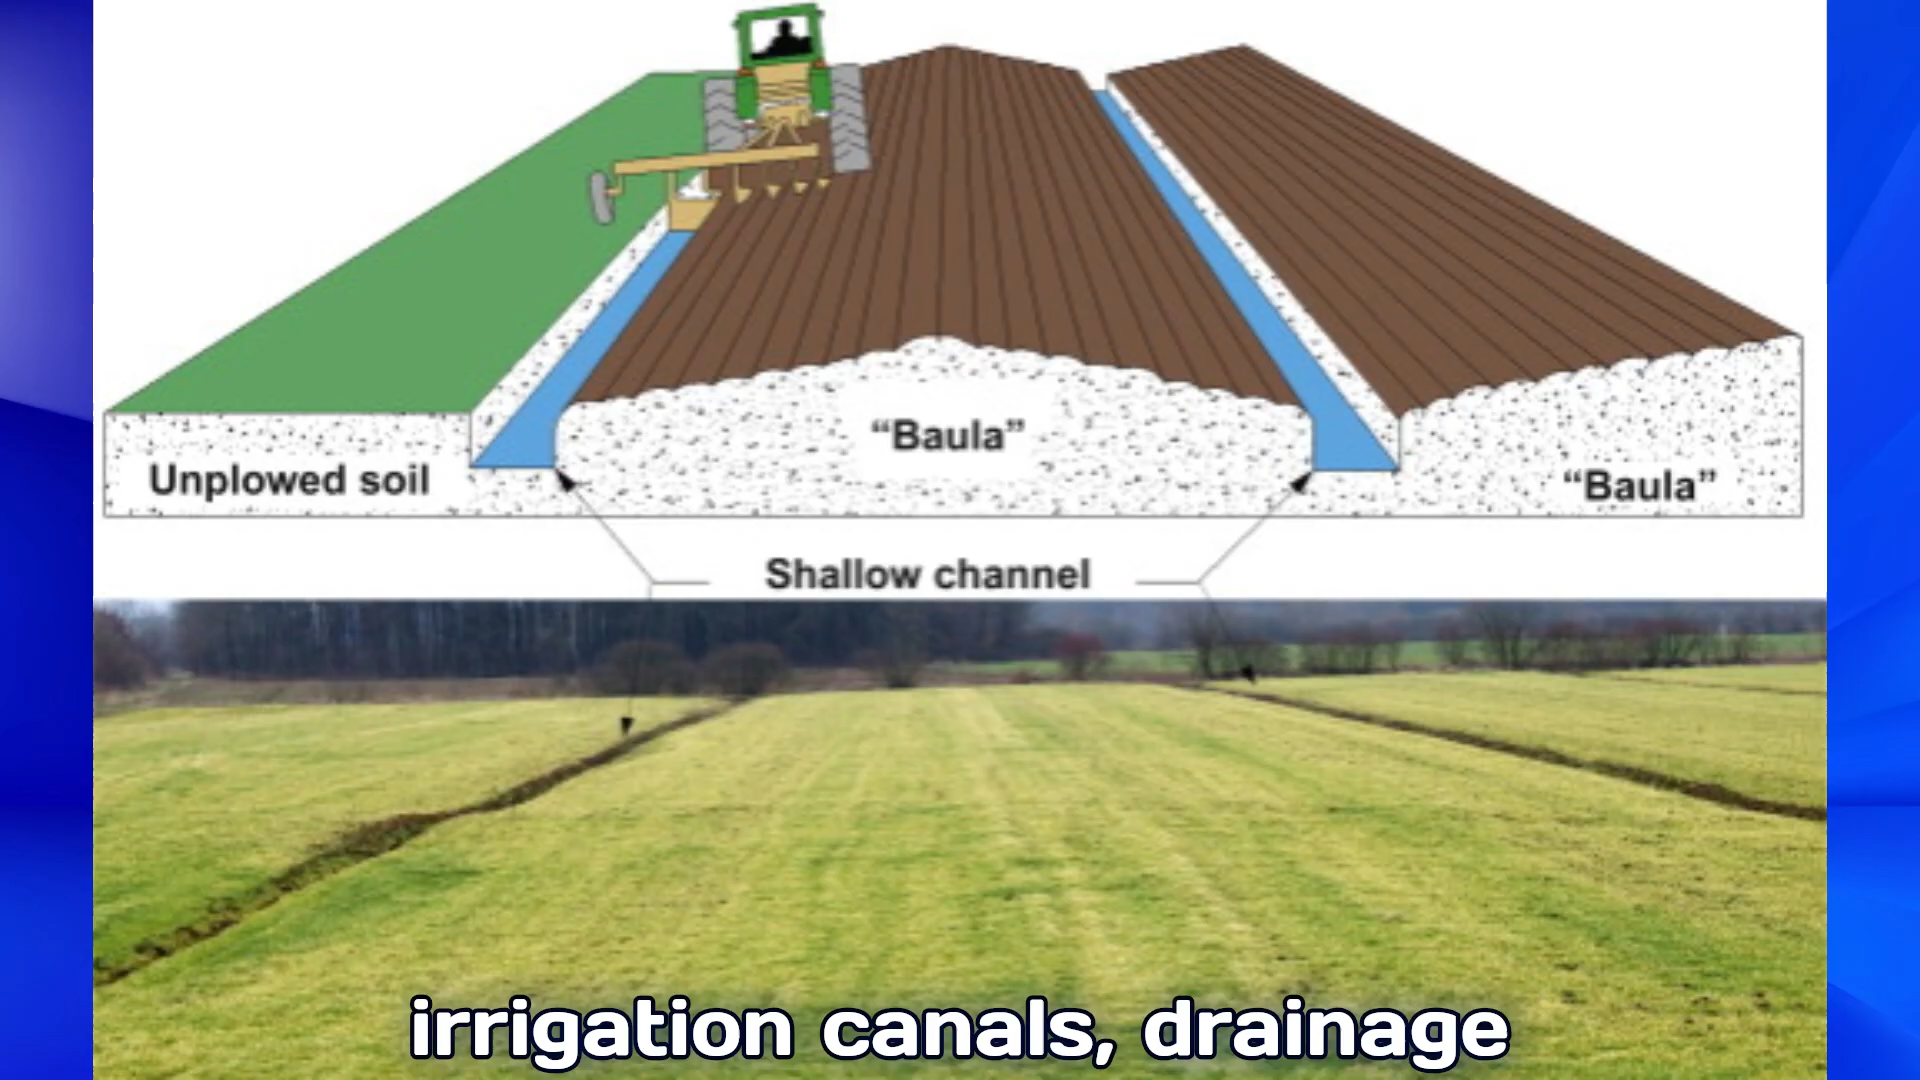 “Baula”
Unplowed soil
“Baula”
Shallow channel
irrigation canals, drainage